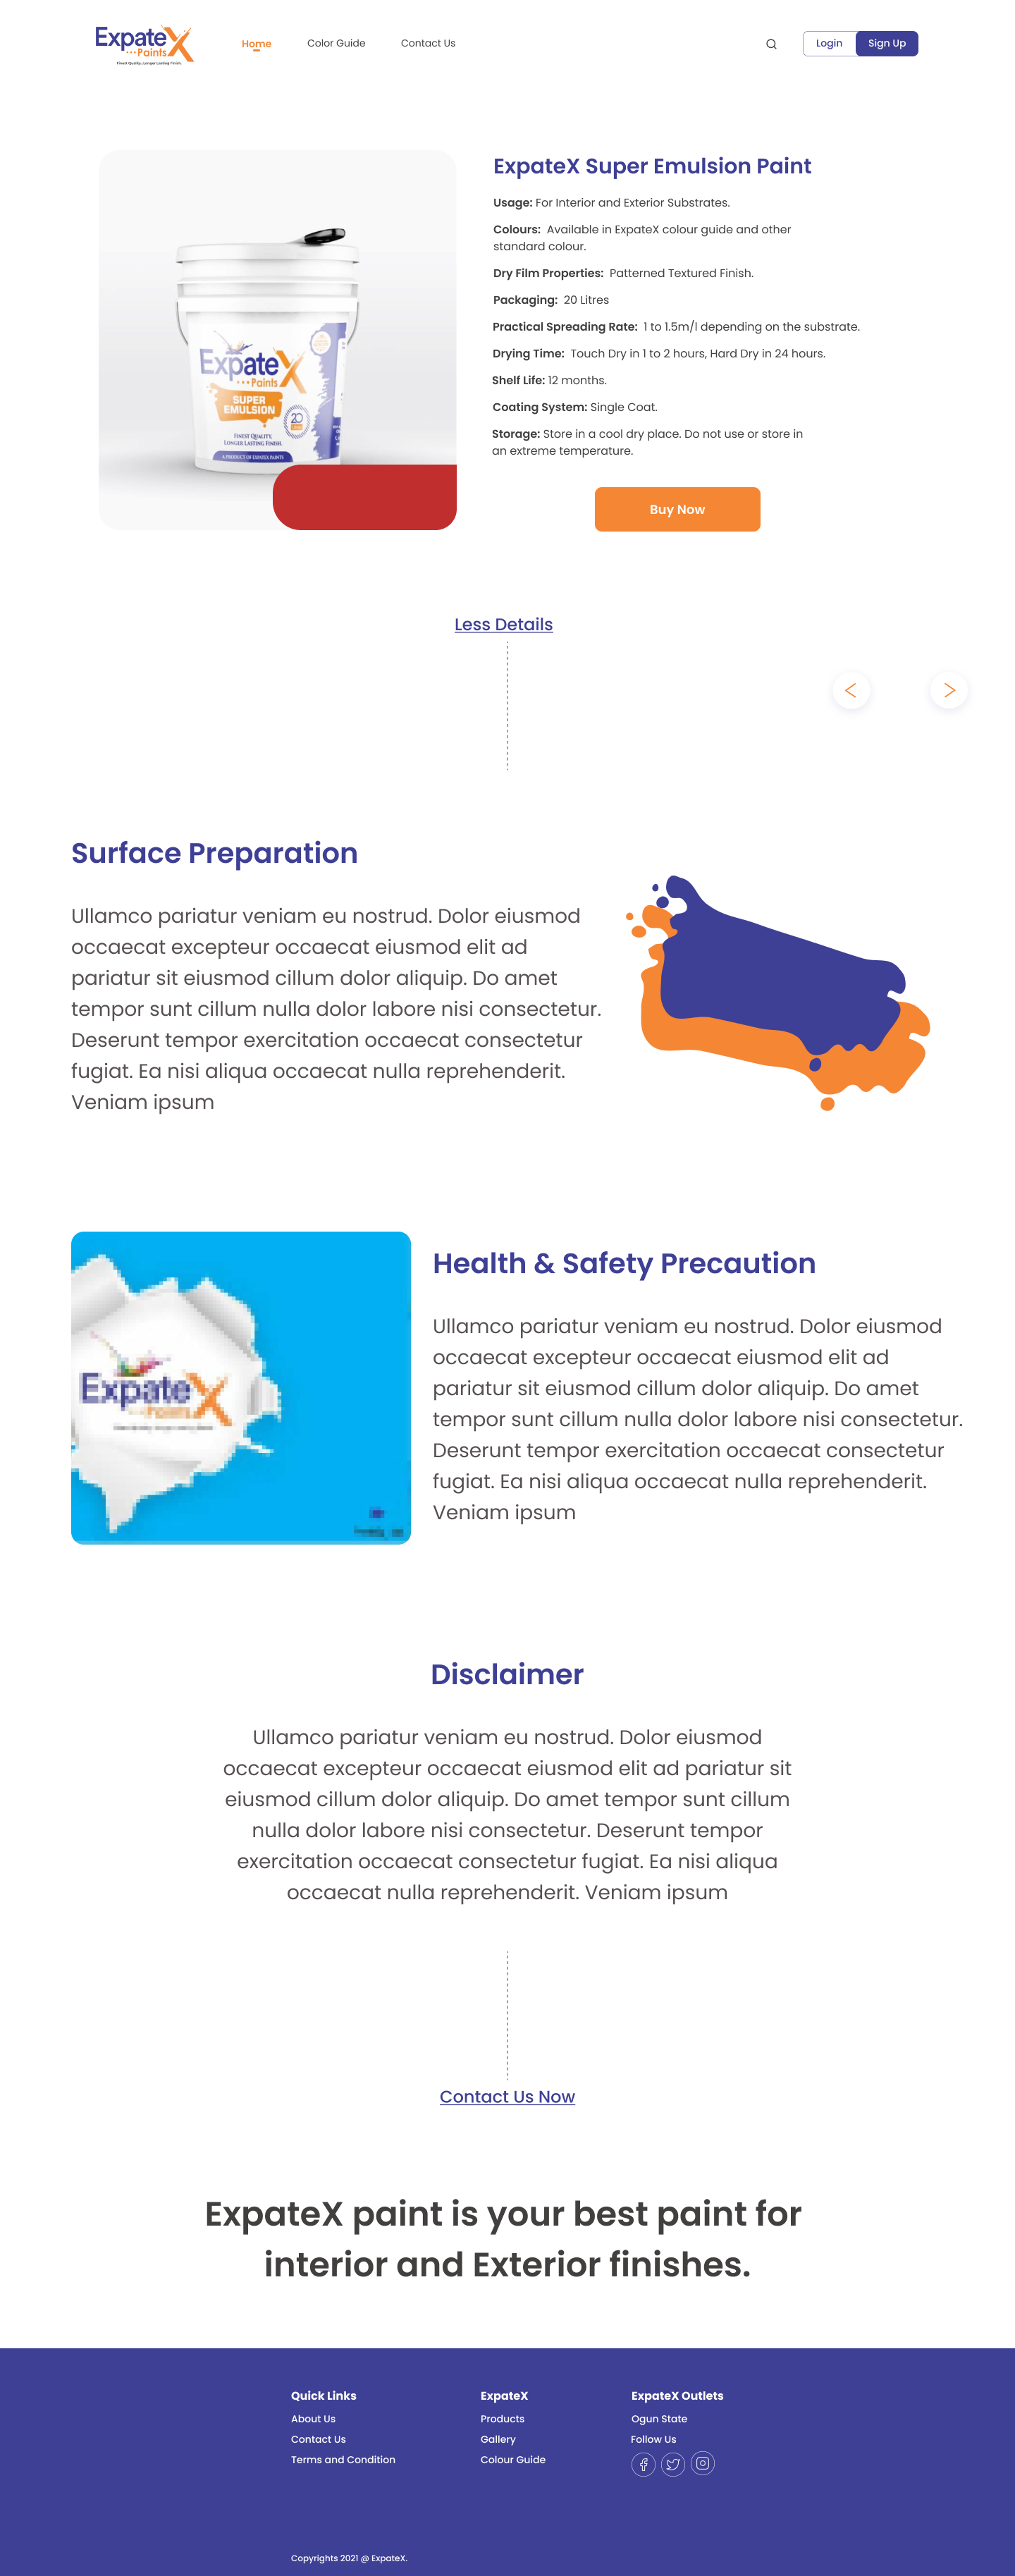 ExpateX
Paints
Finest Quality, Longer Lasting Finish.
Home
Color Guide
Contact Us
Login
Sign Up
ExpateX Super Emulsion Paint
Usage: For Interior and Exterior Substrates.
Colours: Available in ExpateX colour guide and other
standard colour.
Dry Film Properties: Patterned Textured Finish.
Packaging: 20 Litres
Practical Spreading Rate: 1 to 1.5m/l depending on the substrate.
Drying Time: Touch Dry in 1 to 2 hours, Hard Dry in 24 hours.
Shelf Life: 12 months.
Coating System: Single Coat.
Storage: Store in a cool dry place. Do not use or store in
an extreme temperature.
Buy Now
ExpateX
Paints
SUPER
EMULSION
20
FINEST QUALITY,
LONGER LASTING FINISH
A PRODUCT OF EXPATEX PAINTS
Less Details
Surface Preparation
Ullamco pariatur veniam eu nostrud. Dolor eiusmod
occaecat excepteur occaecat eiusmod elit ad
pariatur sit eiusmod cillum dolor aliquip. Do amet
tempor sunt cillum nulla dolor labore nisi consectetur.
Deserunt tempor exercitation occaecat consectetur
fugiat. Ea nisi aliqua occaecat nulla reprehenderit.
Veniam ipsum
ExpateX
Health & Safety Precaution
Ullamco pariatur veniam eu nostrud. Dolor eiusmod
occaecat excepteur occaecat eiusmod elit ad
pariatur sit eiusmod cillum dolor aliquip. Do amet
tempor sunt cillum nulla dolor labore nisi consectetur.
Deserunt tempor exercitation occaecat consectetur
fugiat. Ea nisi aliqua occaecat nulla reprehenderit.
Veniam ipsum
Disclaimer
Ullamco pariatur veniam eu nostrud. Dolor eiusmod
occaecat excepteur occaecat eiusmod elit ad pariatur sit
eiusmod cillum dolor aliquip. Do amet tempor sunt cillum
nulla dolor labore nisi consectetur. Deserunt tempor
exercitation occaecat consectetur fugiat. Ea nisi aliqua
occaecat nulla reprehenderit. Veniam ipsum
Contact Us Now
ExpateX paint is your best paint for
interior and Exterior finishes.
Quick Links
About Us
Contact Us
Terms and Condition
ExpateX
Products
Gallery
Colour Guide
ExpateX Outlets
Ogun State
Follow Us
Copyrights 2021 @ ExpateX.